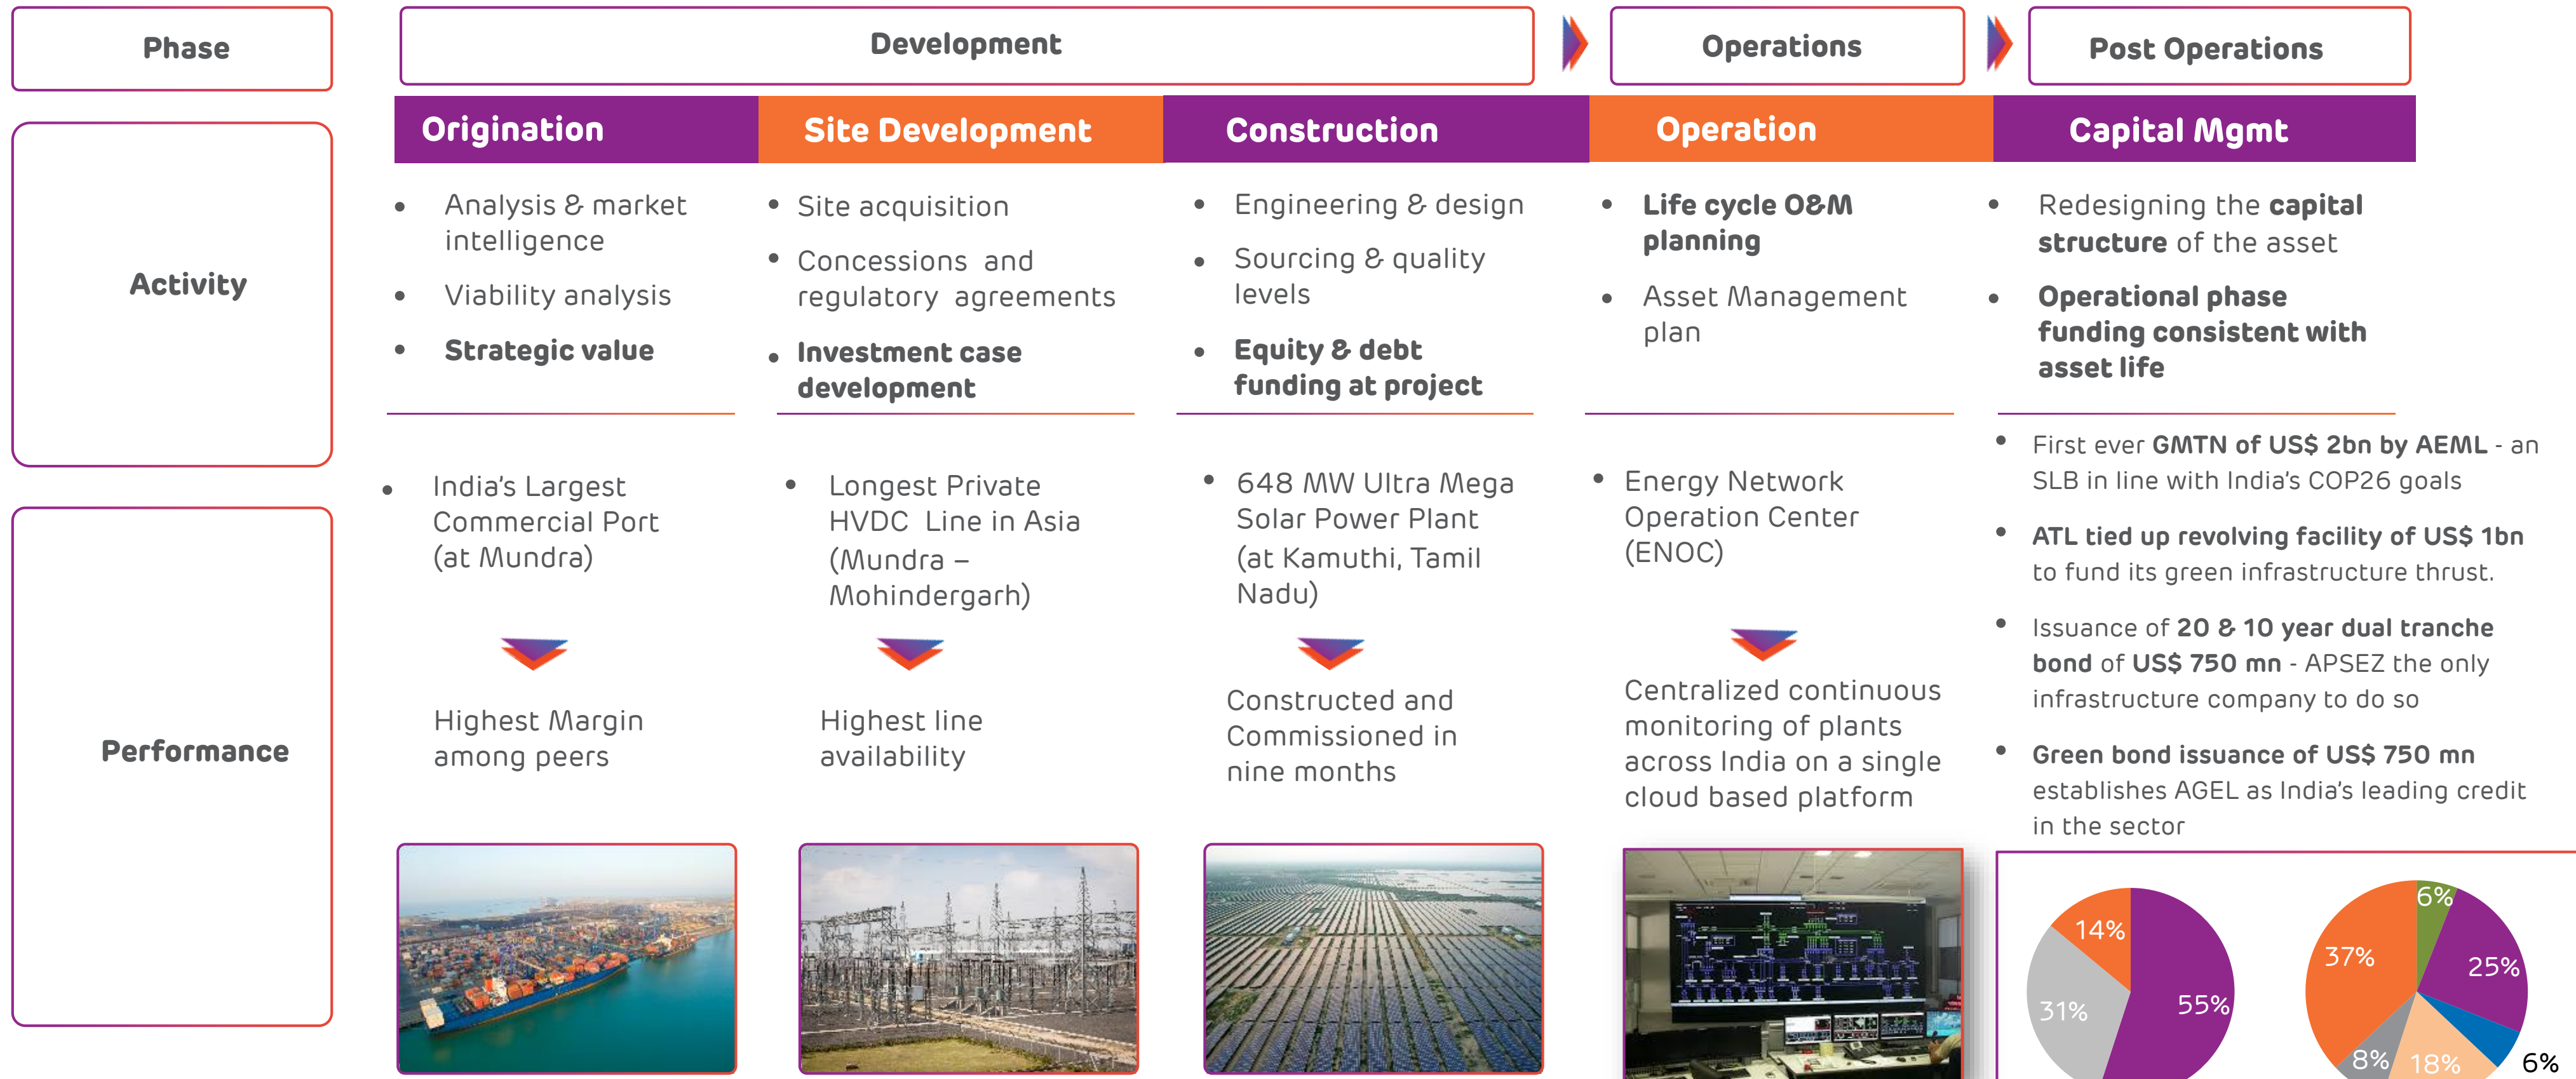 Phase
Development
Operations
Post Operations
Activity
Origination
Site Development
Construction
Operation
Capital Mgmt
• Analysis & market
intelligence
• Viability analysis
• Strategic value
• Site acquisition
• Concessions and
regulatory agreements
• Investment case
development
• Engineering & design
• Sourcing & quality
levels
• Equity & debt
funding at project
• Life cycle O&M
planning
• Asset Management
plan
• Redesigning the capital
structure of the asset
• Operational phase
funding consistent with
asset life
Performance
• India's Largest
Commercial Port
(at Mundra)
Highest Margin
among peers
• Longest Private
HVDC Line in Asia
(Mundra –
Mohindergarh)
Highest line
availability
• 648 MW Ultra Mega
Solar Power Plant
(at Kamuthi, Tamil
Nadu)
Constructed and
Commissioned in
nine months
• Energy Network
Operation Center
(ENOC)
Centralized continuous
monitoring of plants
across India on a single
cloud based platform
• First ever GMTN of US$ 2bn by AEML - an
SLB in line with India's COP26 goals
• ATL tied up revolving facility of US$ 1bn
to fund its green infrastructure thrust.
• Issuance of 20 & 10 year dual tranche
bond of US$ 750 mn - APSEZ the only
infrastructure company to do so
• Green bond issuance of US$ 750 mn
establishes AGEL as India's leading credit
in the sector
14%
31%
55%
6%
37%
25%
8%
18%
6%